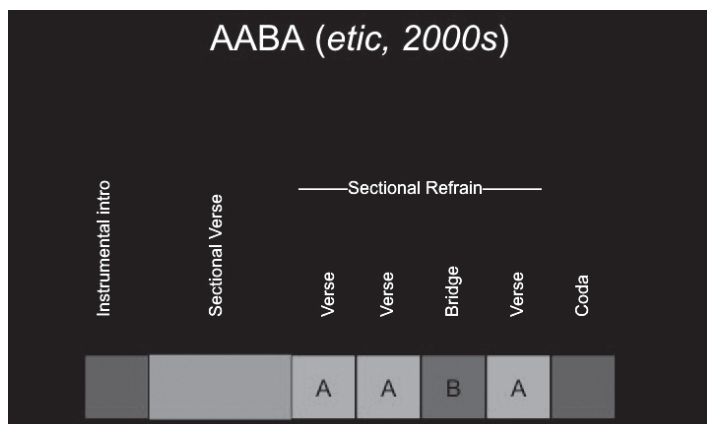 AABA (etic, 2000s)
Sectional Refrain
Instrumental intro
Sectional Verse
Verse
Verse
Bridge
Verse
Coda
A
A
B
A